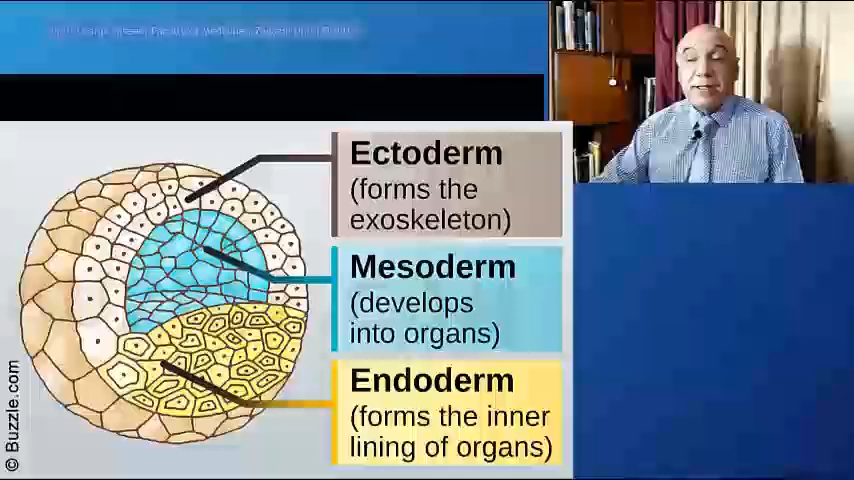 Ectoderm
(forms the
exoskeleton)
Mesoderm
(develops
into organs)
Endoderm
(forms the inner
lining of organs)
© Buzzle.com